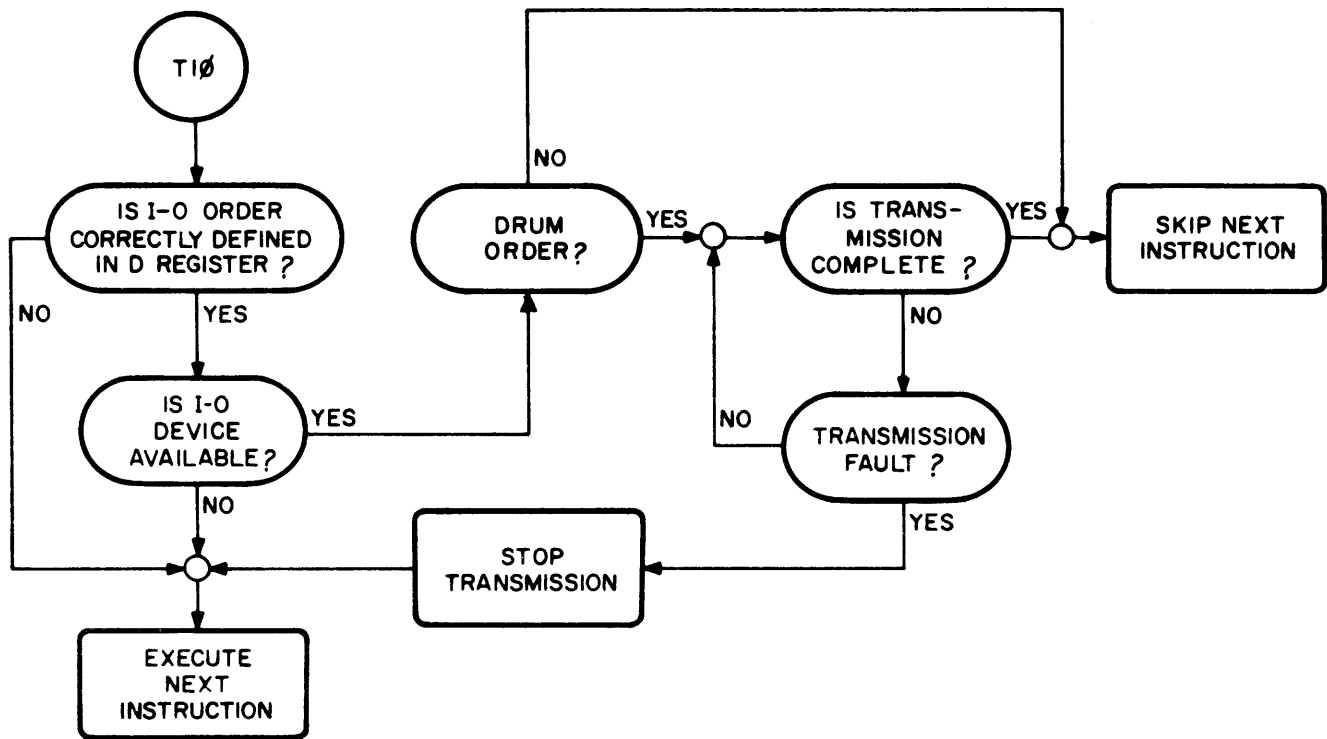 TIØ
IS I-O ORDER
CORRECTLY DEFINED
IN D REGISTER ?
NO
YES
IS I-O
DEVICE
AVAILABLE?
YES
NO
EXECUTE
NEXT
INSTRUCTION
NO
DRUM
ORDER?
YES
IS TRANS-
MISSION
COMPLETE ?
YES
SKIP NEXT
INSTRUCTION
NO
NO
TRANSMISSION
FAULT ?
YES
STOP
TRANSMISSION